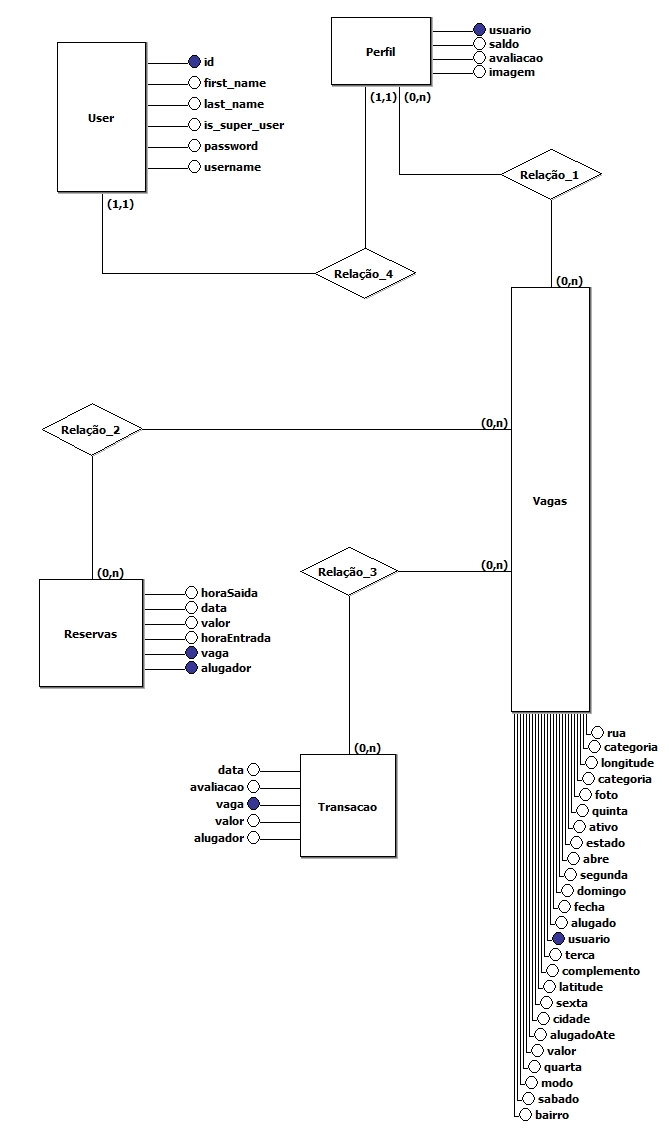 User
id
first_name
last_name
is_super_user
password
username
(1,1)
Perfil
usuario
saldo
avaliacao
imagem
(1,1)
(0,n)
Relação_1
(0,n)
Relação_4
Relação_2
(0,n)
Vagas
(0,n)
Relação_3
(0,n)
Reservas
horaSaida
data
valor
horaEntrada
vaga
alugador
(0,n)
Transacao
data
avaliacao
vaga
valor
alugador
rua
categoria
longitude
categoria
foto
quinta
ativo
estado
abre
segunda
domingo
fecha
alugado
usuario
terca
complemento
latitude
sexta
cidade
alugadoAte
valor
quarta
modo
sabado
bairro